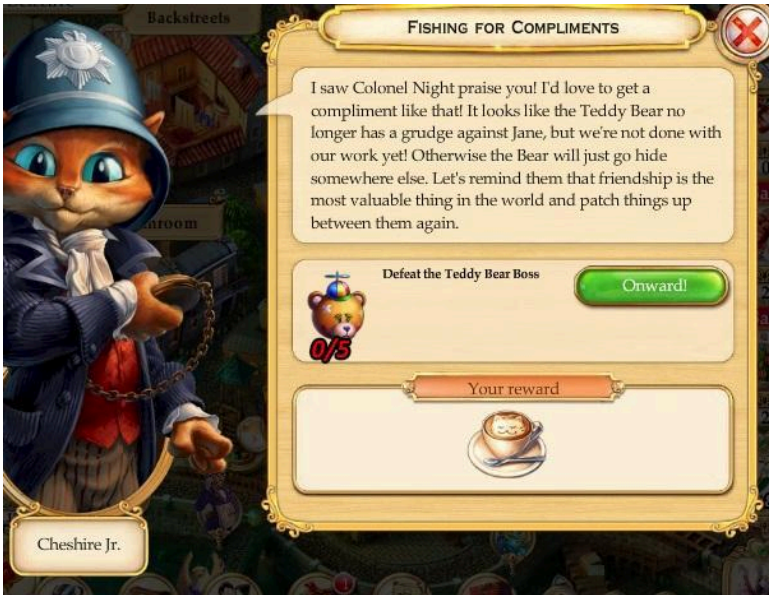 Backstreets
FISHING FOR COMPLIMENTS
I saw Colonel Night praise you! I'd love to get a
compliment like that! It looks like the Teddy Bear no
longer has a grudge against Jane, but we're not done with
our work yet! Otherwise the Bear will just go hide
somewhere else. Let's remind them that friendship is the
most valuable thing in the world and patch things up
between them again.
Defeat the Teddy Bear Boss
Onward!
0/5
Your reward
Cheshire Jr.